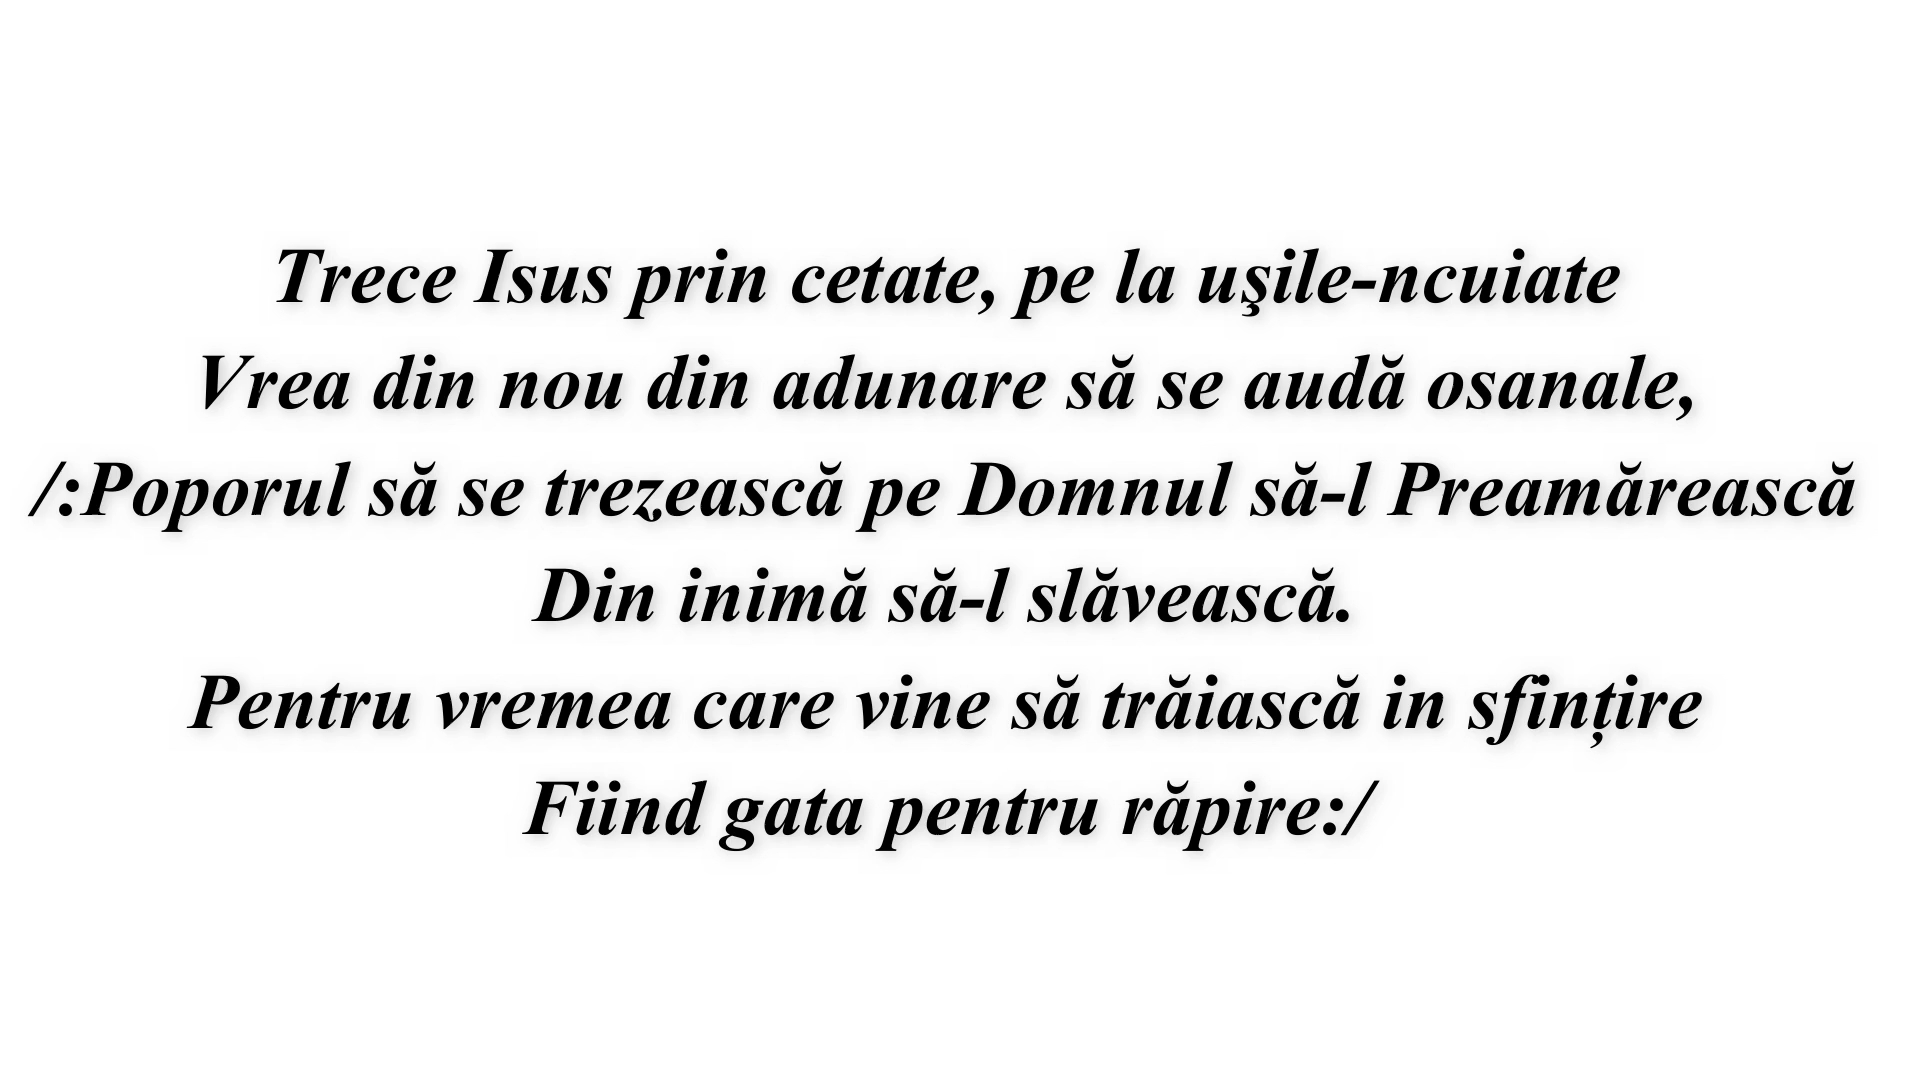 Trece Isus prin cetate, pe la uşile-ncuiate
Vrea din nou din adunare să se audă osanale,
/:Poporul să se trezească pe Domnul să-l Preamărească
Din inimă să-l slăvească.
Pentru vremea care vine să trăiască in sfințire
Fiind gata pentru răpire:/